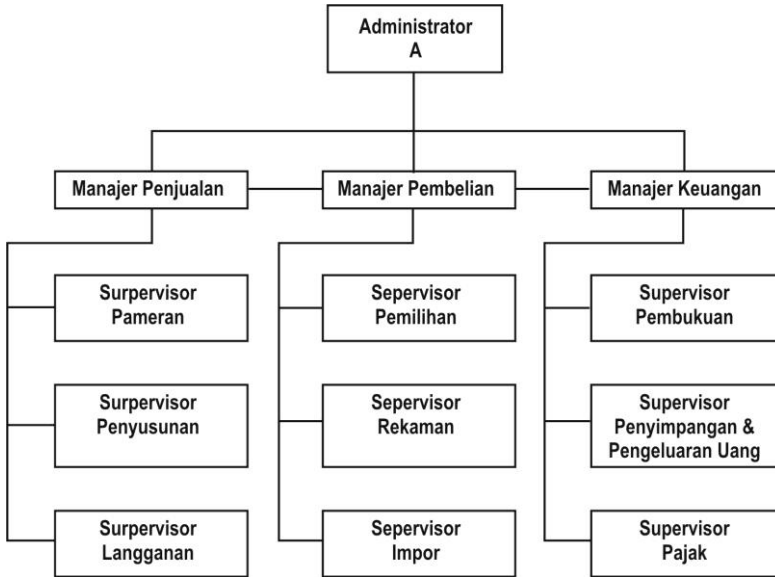 Administrator
A
Manajer Penjualan
Manajer Pembelian
Manajer Keuangan
Surpervisor
Pameran
Sepervisor
Pemilihan
Supervisor
Pembukuan
Surpervisor
Penyusunan
Sepervisor
Rekaman
Supervisor
Penyimpangan &
Pengeluaran Uang
Surpervisor
Langganan
Sepervisor
Impor
Supervisor
Pajak